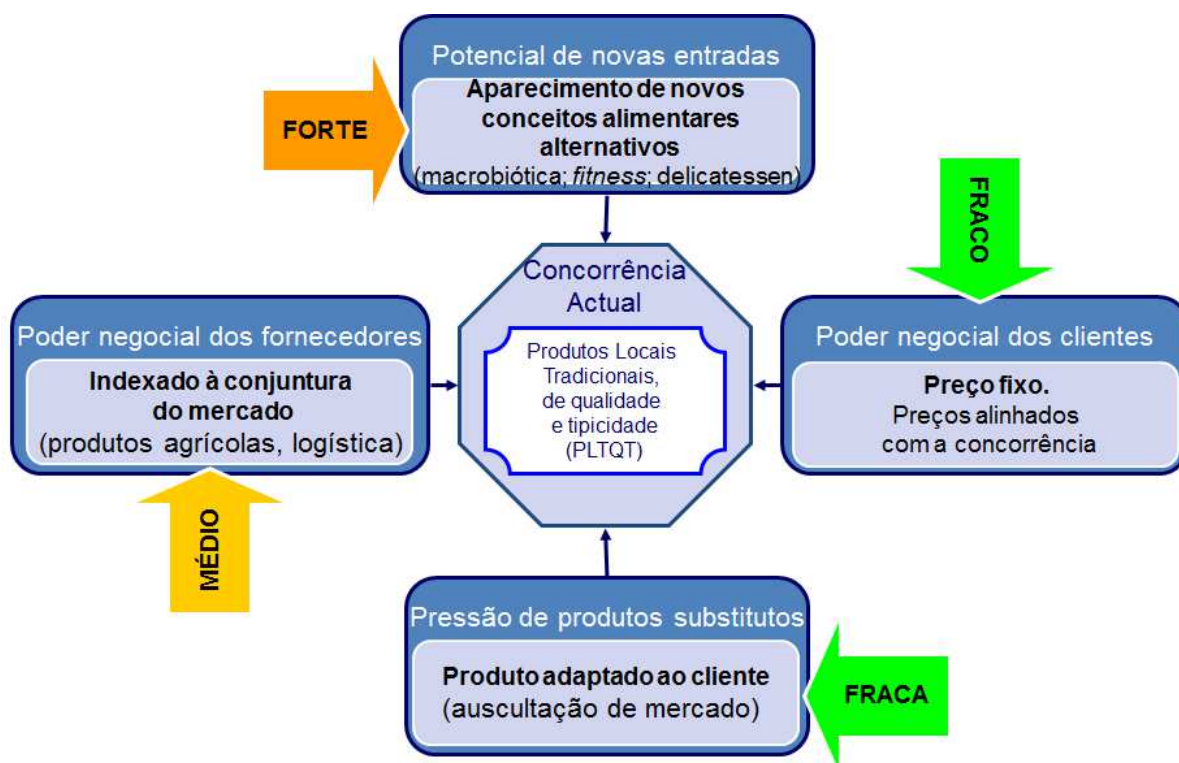 Potencial de novas entradas
Aparecimento de novos
conceitos alimentares
alternativos
(macrobiótica; fitness; delicatessen)
FORTE
FRACO
Concorrência
Actual
Produtos Locais
Tradicionais,
de qualidade
e tipicidade
(PLTQT)
Poder negocial dos fornecedores
Indexado à conjuntura
do mercado
(produtos agrícolas, logística)
MÉDIO
Poder negocial dos clientes
Preço fixo.
Preços alinhados
com a concorrência
Pressão de produtos substitutos
Produto adaptado ao cliente
(auscultação de mercado)
FRACA